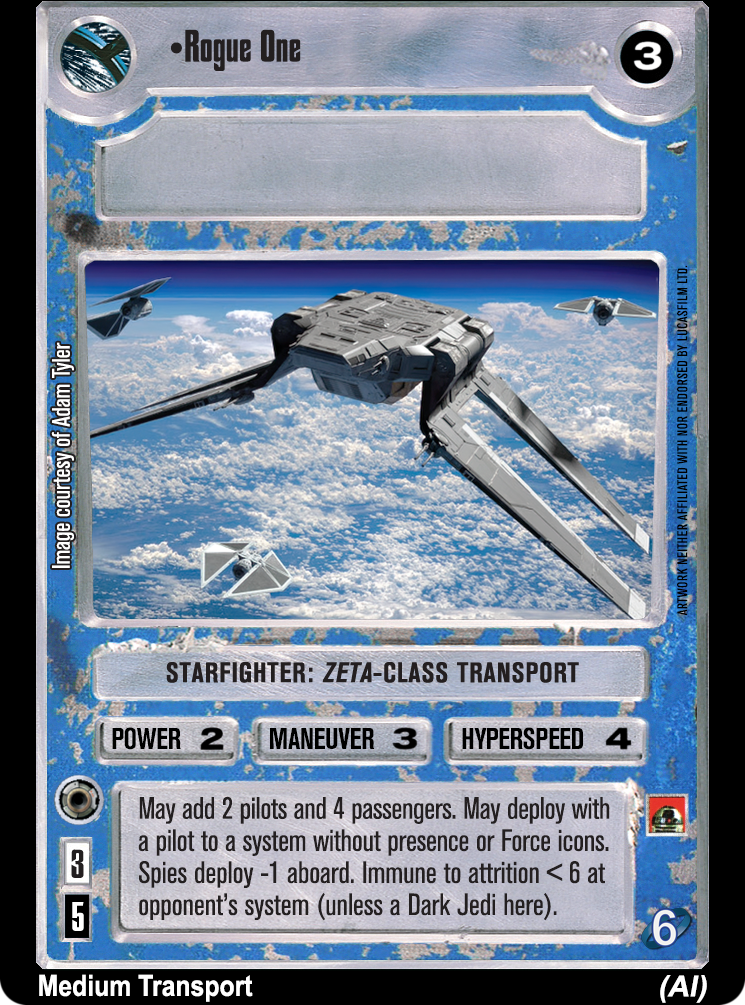 •Rogue One
3
Image courtesy of Adam Tyler
ARTWORK NEITHER AFFILIATED WITH NOR ENDORSED BY LUCASFILM LTD.
STARFIGHTER: ZETA-CLASS TRANSPORT
POWER 2 MANEUVER 3 HYPERSPEED 4
May add 2 pilots and 4 passengers. May deploy with
a pilot to a system without presence or Force icons.
Spies deploy -1 aboard. Immune to attrition < 6 at
opponent's system (unless a Dark Jedi here).
3
5
6
Medium Transport (AI)